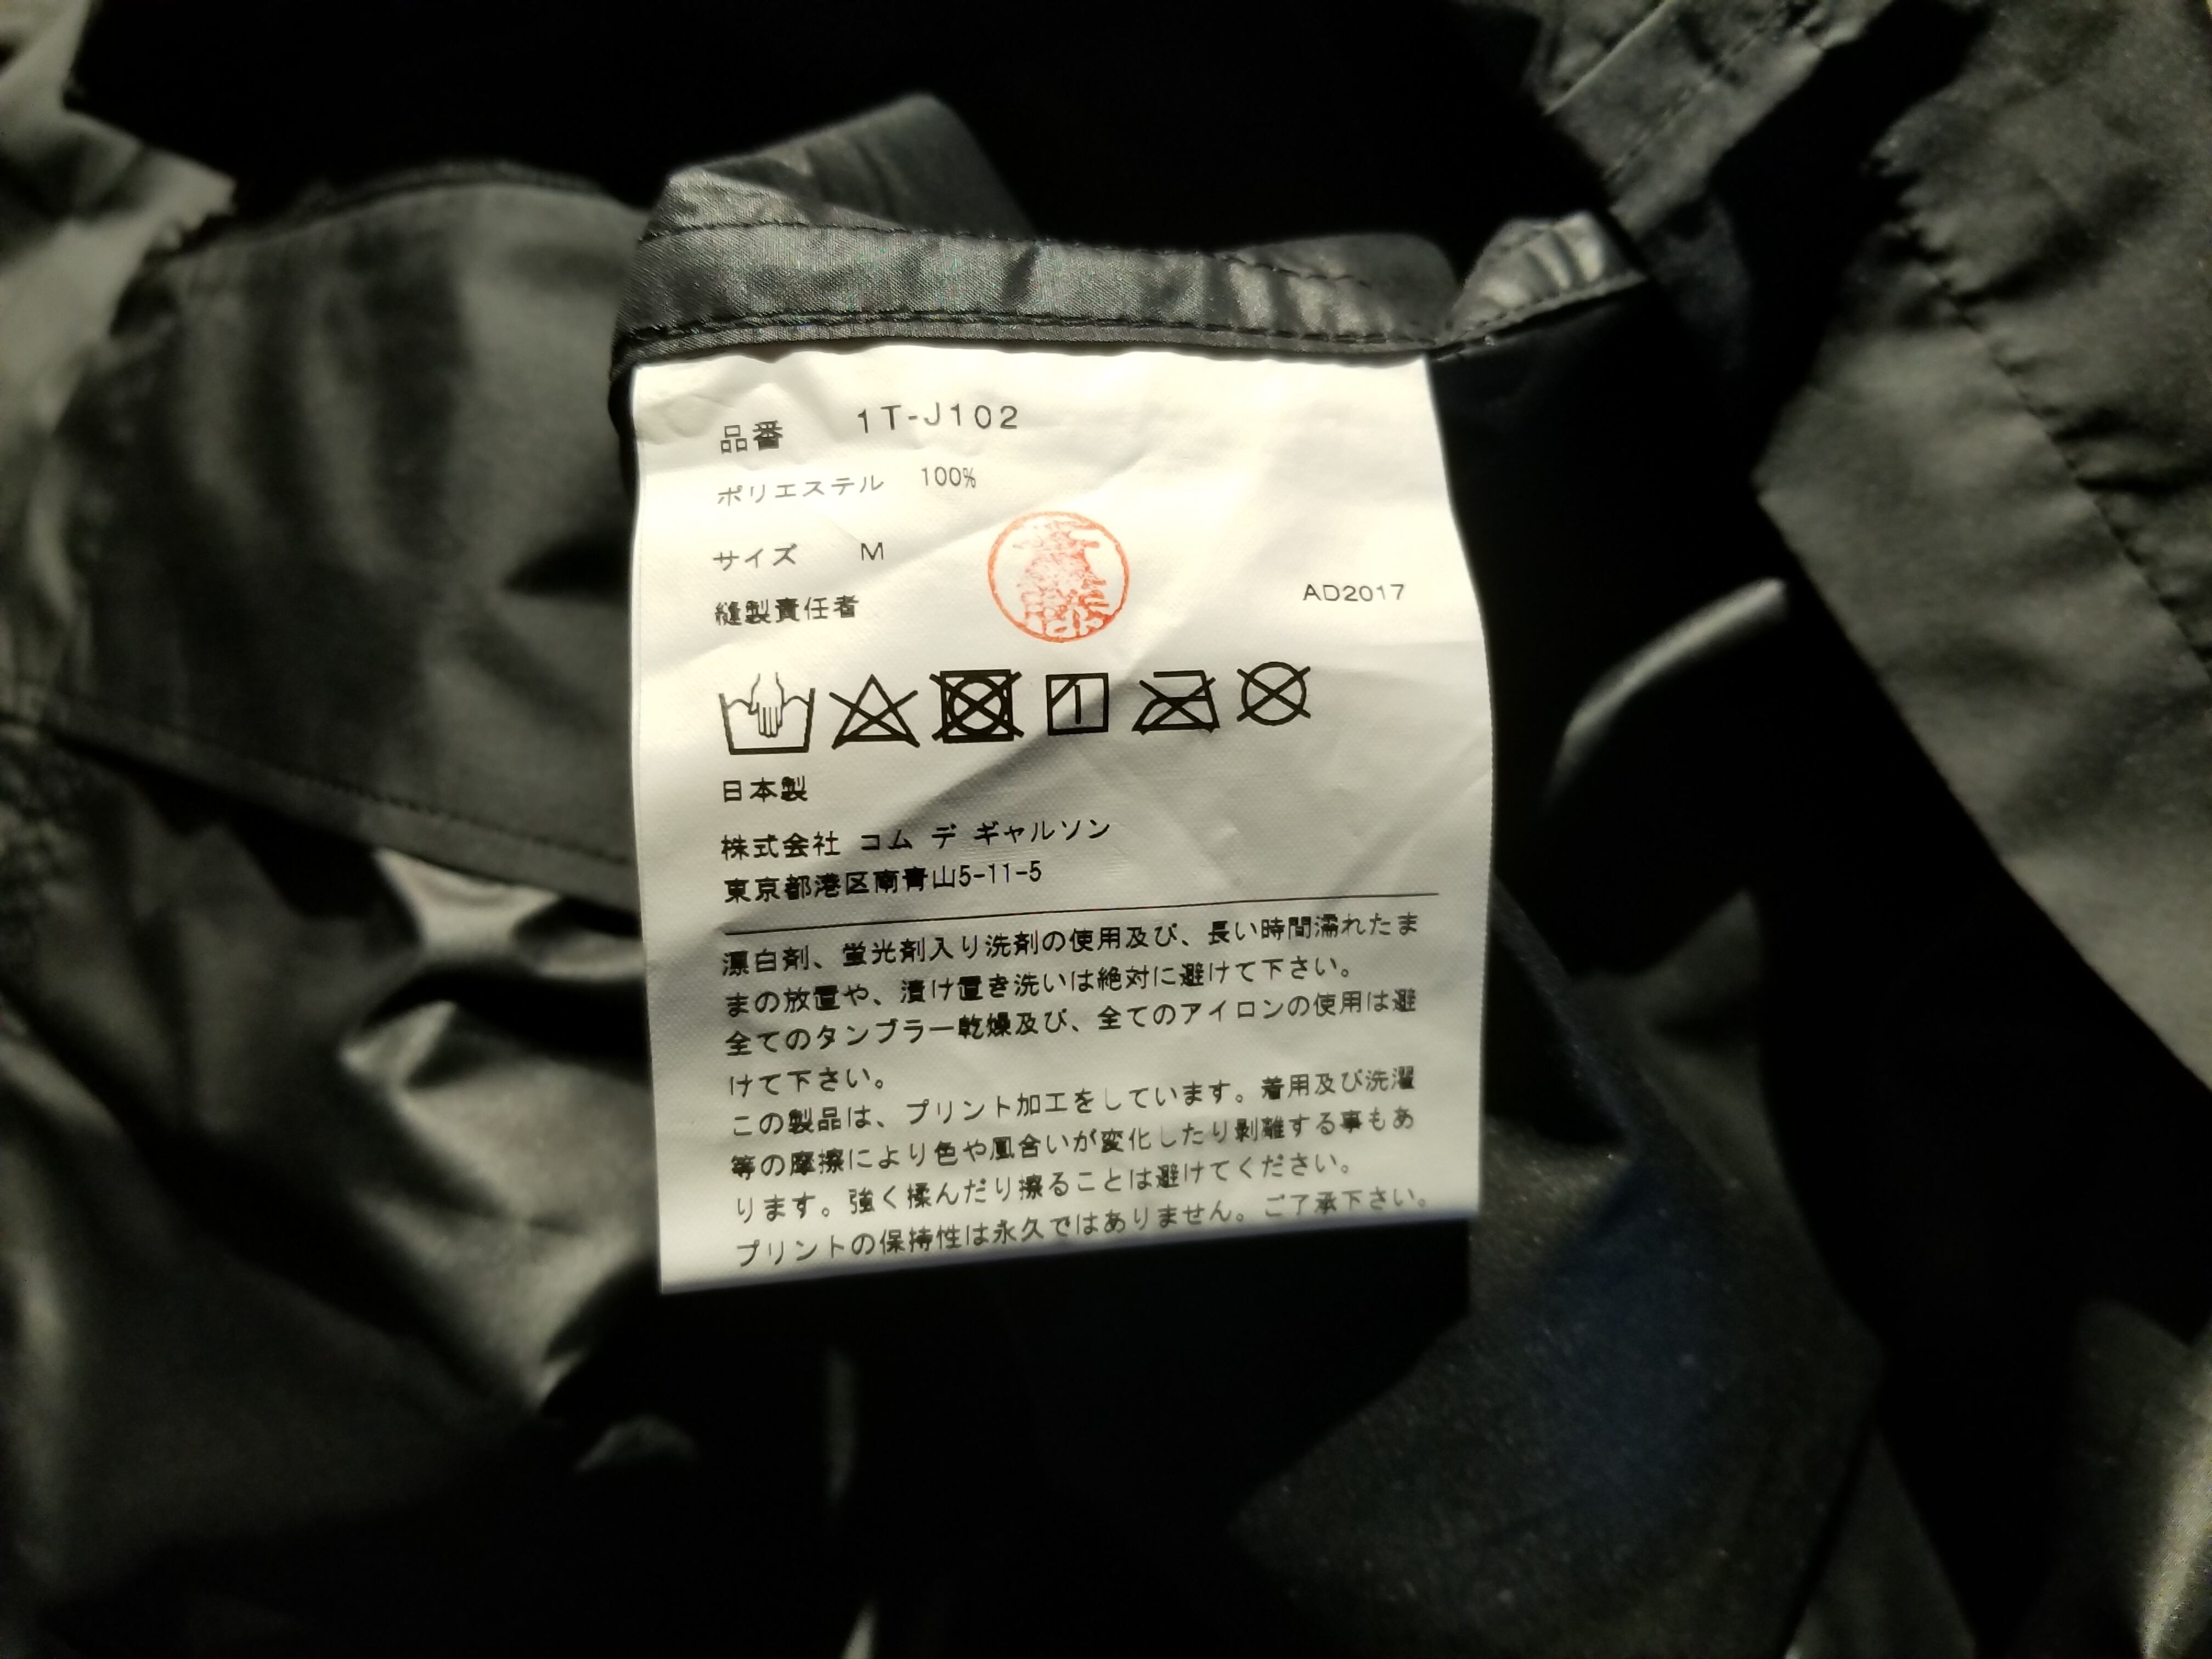 品番 1T-J102
ポリエステル 100%
サイズ M
縫製責任者
AD2017
日本製
株式会社 コム デ ギャルソン
東京都港区南青山5-11-5
漂白剤、蛍光剤入り洗剤の使用及び、長い時間濡れたま
まの放置や、漬け置き洗いは絶対に避けて下さい。
全てのタンブラー乾燥及び、全てのアイロンの使用は避
けて下さい。
この製品は、プリント加工をしています。着用及び洗濯
等の摩擦により色や風合いが変化したり剥離する事もあ
ります。強く揉んだり擦ることは避けてください。
プリントの保持性は永久ではありません。ご了承下さい。